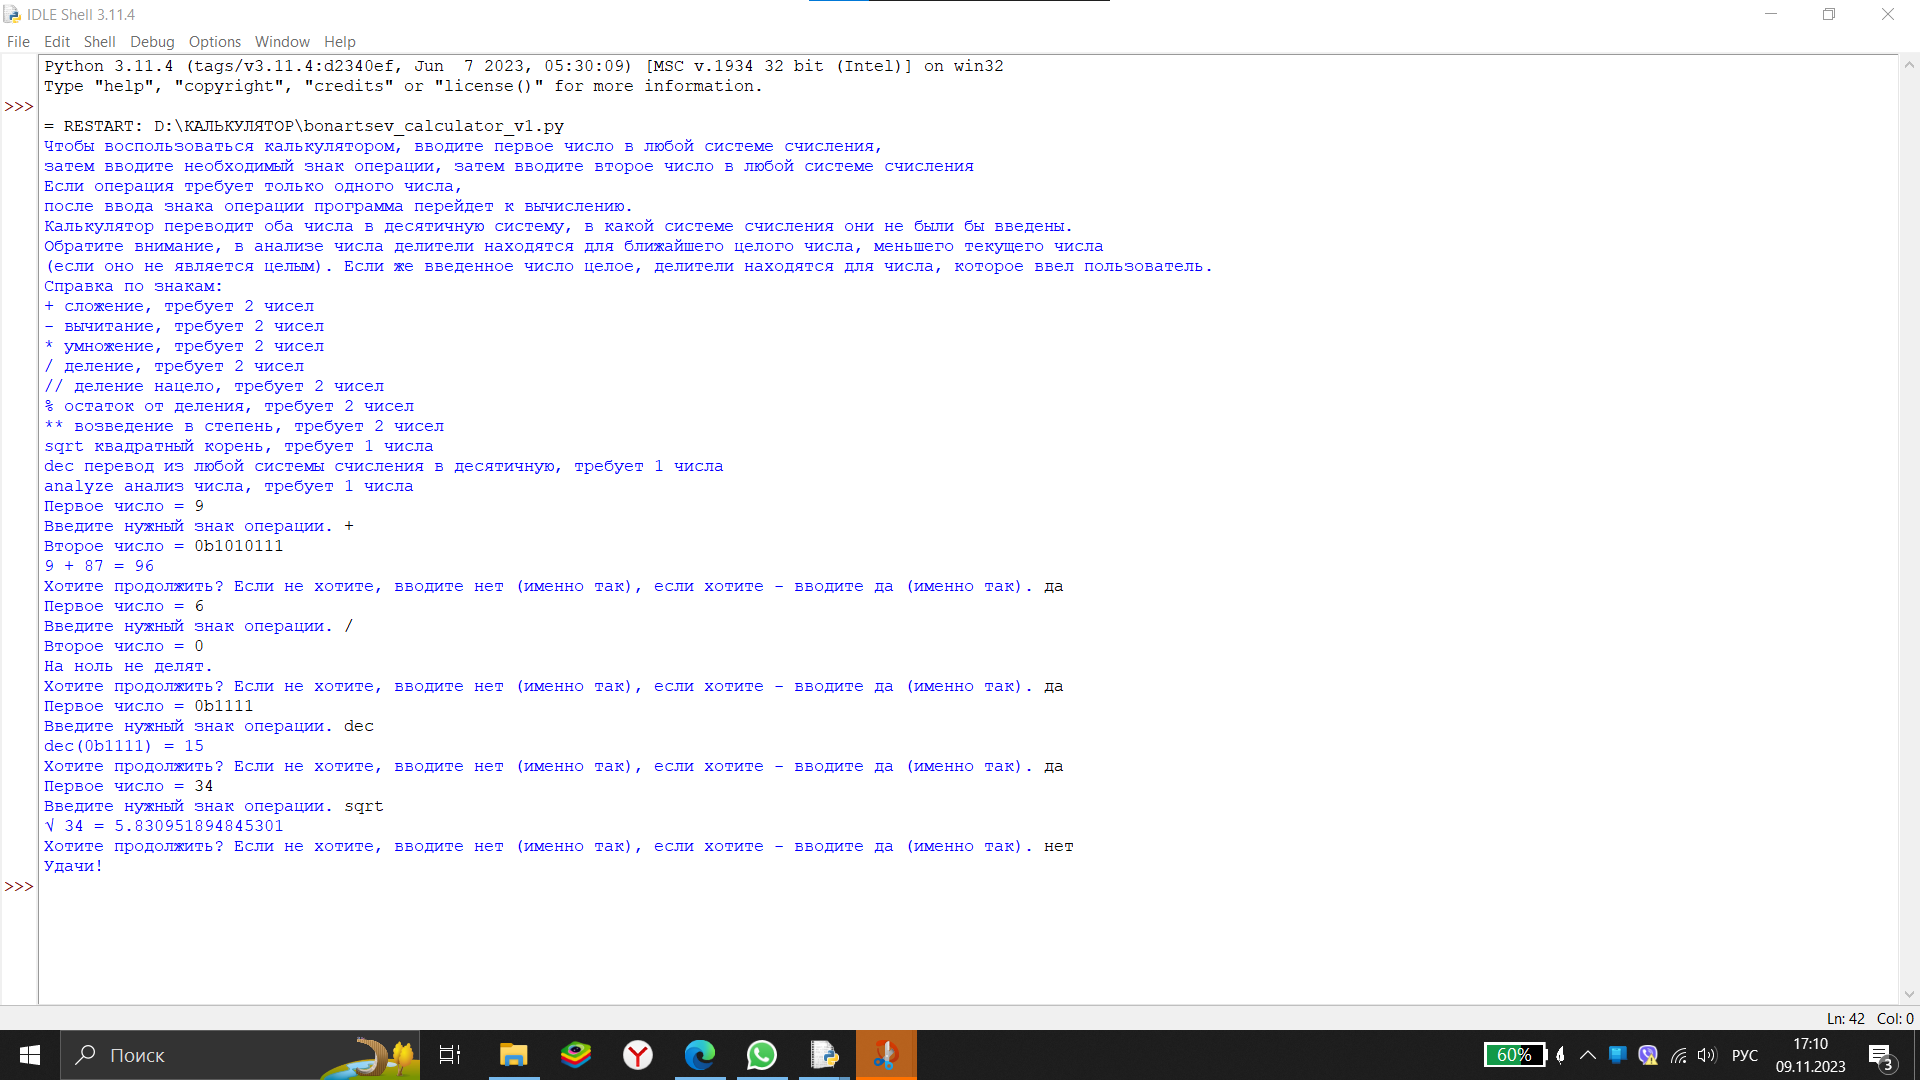 IDLE Shell 3.11.4
File Edit Shell Debug Options Window Help
Python 3.11.4 (tags/v3.11.4:d2340ef, Jun  7 2023, 05:30:09) [MSC v.1934 32 bit (Intel)] on win32
Type "help", "copyright", "credits" or "license()" for more information.
>>>
= RESTART: D:\КАЛЬКУЛЯТОР\bonartsev_calculator_v1.py
Чтобы воспользоваться калькулятором, вводите первое число в любой системе счисления,
затем вводите необходимый знак операции, затем вводите второе число в любой системе счисления
Если операция требует только одного числа,
после ввода знака операции программа перейдет к вычислению.
Калькулятор переводит оба числа в десятичную систему, в какой системе счисления они не были бы введены.
Обратите внимание, в анализе числа делители находятся для ближайшего целого числа, меньшего текущего числа
(если оно не является целым). Если же введенное число целое, делители находятся для числа, которое ввел пользователь.
Справка по знакам:
+ сложение, требует 2 чисел
- вычитание, требует 2 чисел
* умножение, требует 2 чисел
/ деление, требует 2 чисел
// деление нацело, требует 2 чисел
% остаток от деления, требует 2 чисел
** возведение в степень, требует 2 чисел
sqrt квадратный корень, требует 1 числа
dec перевод из любой системы счисления в десятичную, требует 1 числа
analyze анализ числа, требует 1 числа
Первое число = 9
Введите нужный знак операции. +
Второе число = 0b1010111
9 + 87 = 96
Хотите продолжить? Если не хотите, вводите нет (именно так), если хотите - вводите да (именно так). да
Первое число = 6
Введите нужный знак операции. /
Второе число = 0
На ноль не делят.
Хотите продолжить? Если не хотите, вводите нет (именно так), если хотите - вводите да (именно так). да
Первое число = 0b1111
Введите нужный знак операции. dec
dec(0b1111) = 15
Хотите продолжить? Если не хотите, вводите нет (именно так), если хотите - вводите да (именно так). да
Первое число = 34
Введите нужный знак операции. sqrt
√ 34 = 5.830951894845301
Хотите продолжить? Если не хотите, вводите нет (именно так), если хотите - вводите да (именно так). нет
Удачи!
>>>
Ln: 42 Col: 0
Поиск
60%
РУС
17:10
09.11.2023
3